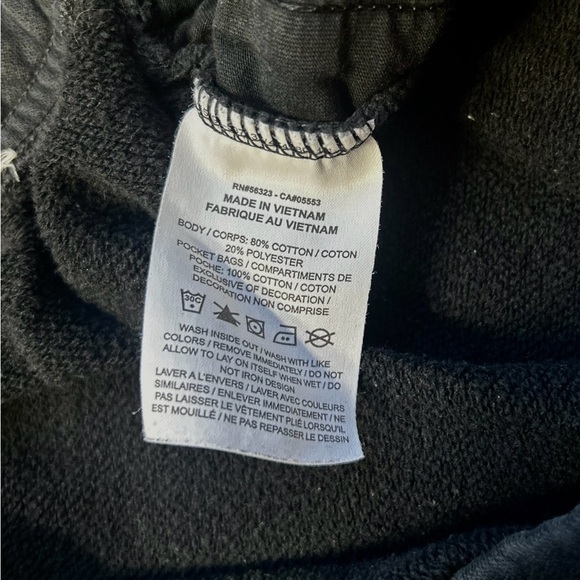 RN#56323 - CA#05553
MADE IN VIETNAM
FABRIQUE AU VIETNAM
BODY / CORPS: 80% COTTON / COTON
20% POLYESTER
POCKET BAGS / COMPARTIMENTS DE
POCHE: 100% COTTON / COTON
EXCLUSIVE OF DECORATION /
DECORATION NON COMPRISE
30C
WASH INSIDE OUT / WASH WITH LIKE
COLORS / REMOVE IMMEDIATELY / DO NOT
ALLOW TO LAY ON ITSELF WHEN WET / DO
NOT IRON DESIGN
LAVER A L'ENVERS / LAVER AVEC COULEURS
SIMILAIRES / ENLEVER IMMEDIATEMENT / NE
PAS LAISSER LE VÊTEMENT PLIÉ LORSQU'IL
EST MOUILLÉ / NE PAS REPASSER LE DESSIN